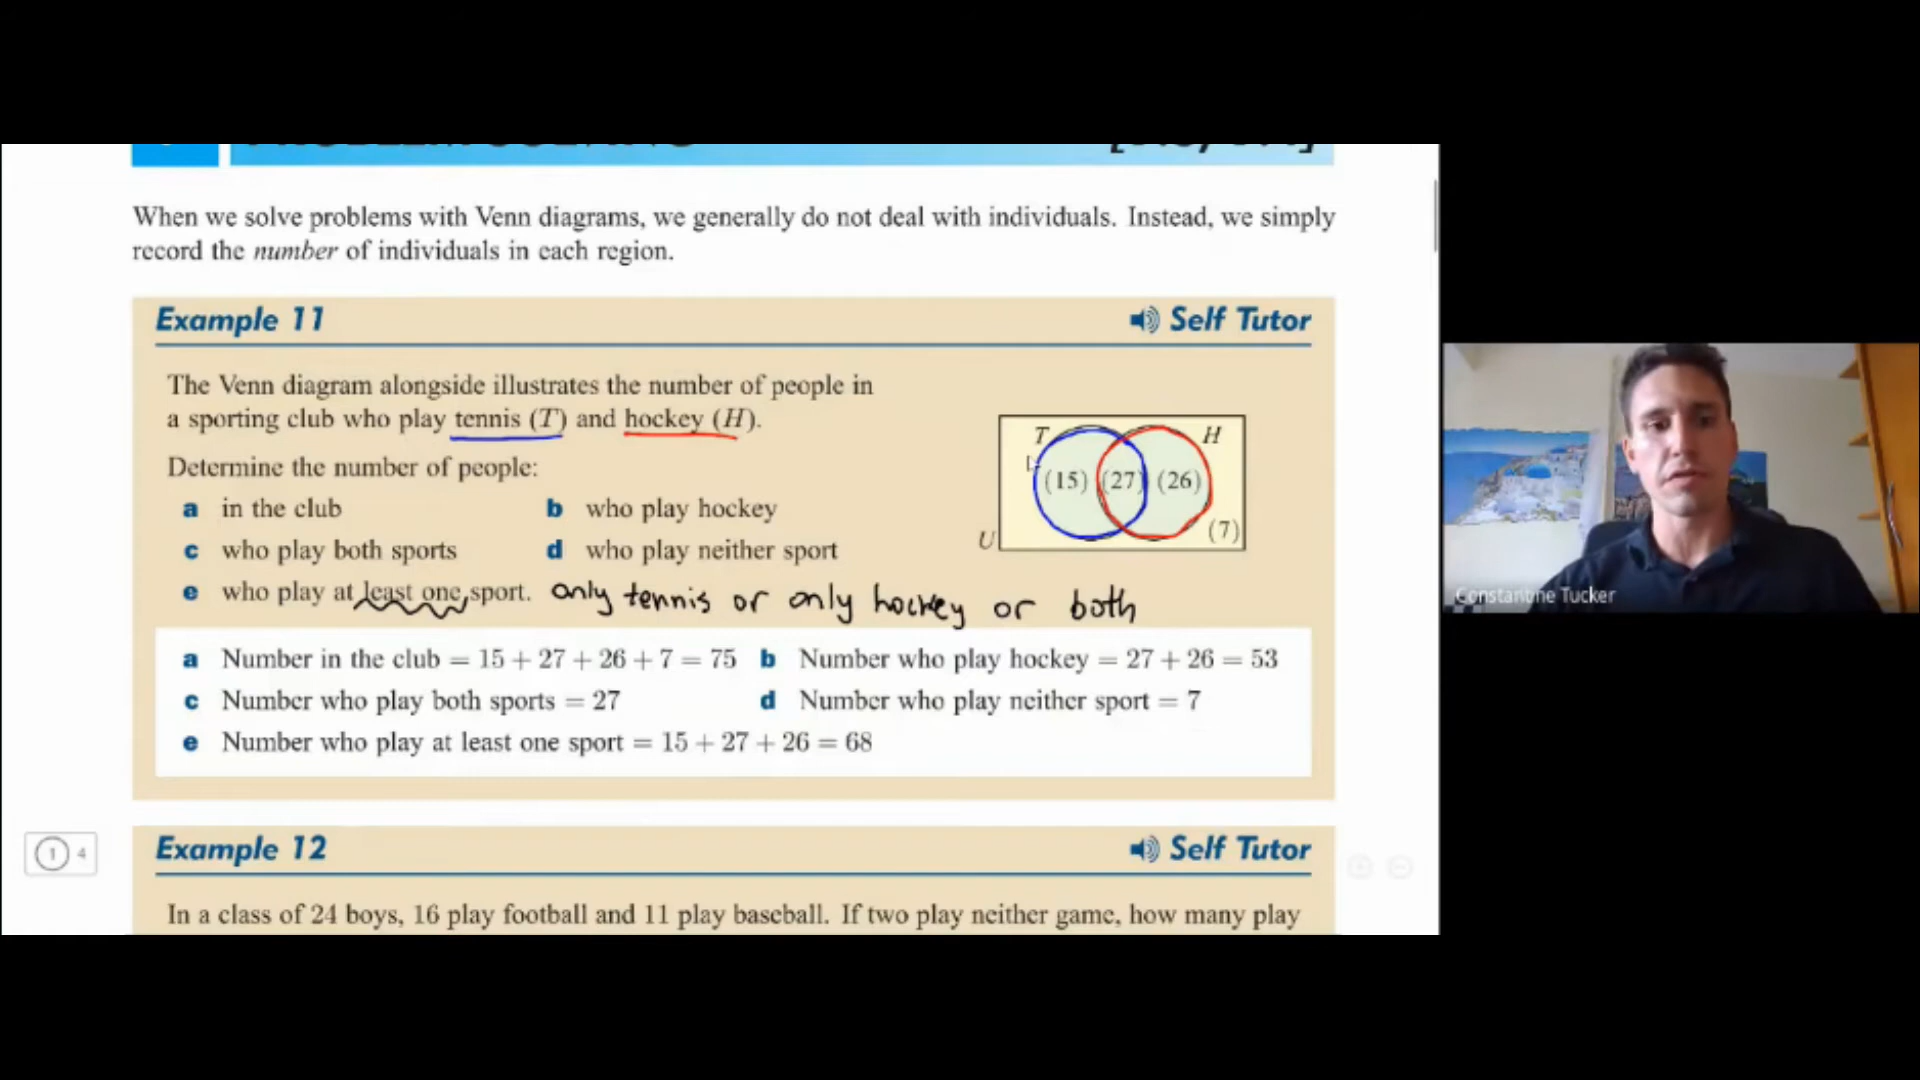 When we solve problems with Venn diagrams, we generally do not deal with individuals. Instead, we simply
record the number of individuals in each region.
Example 11
Self Tutor
The Venn diagram alongside illustrates the number of people in
a sporting club who play tennis (T) and hockey (H).
Determine the number of people:
a in the club
b who play hockey
c who play both sports
d who play neither sport
e who play at least one sport. only tennis or only hockey or both
T H
(15) (27) (26)
(7)
U
a Number in the club = 15 + 27 + 26 + 7 = 75 b Number who play hockey = 27 + 26 = 53
c Number who play both sports = 27 d Number who play neither sport = 7
e Number who play at least one sport = 15 + 27 + 26 = 68
1 4
Example 12
Self Tutor
In a class of 24 boys, 16 play football and 11 play baseball. If two play neither game, how many play
Constantine Tucker